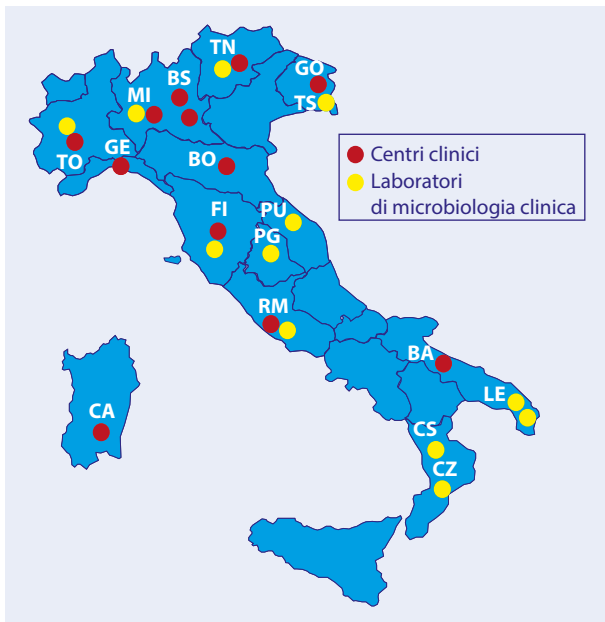 TN
BS
GO
MI
TS
TO
GE
BO
Centri clinici
Laboratori
di microbiologia clinica
FI
PU
PG
RM
BA
LE
CA
CS
CZ